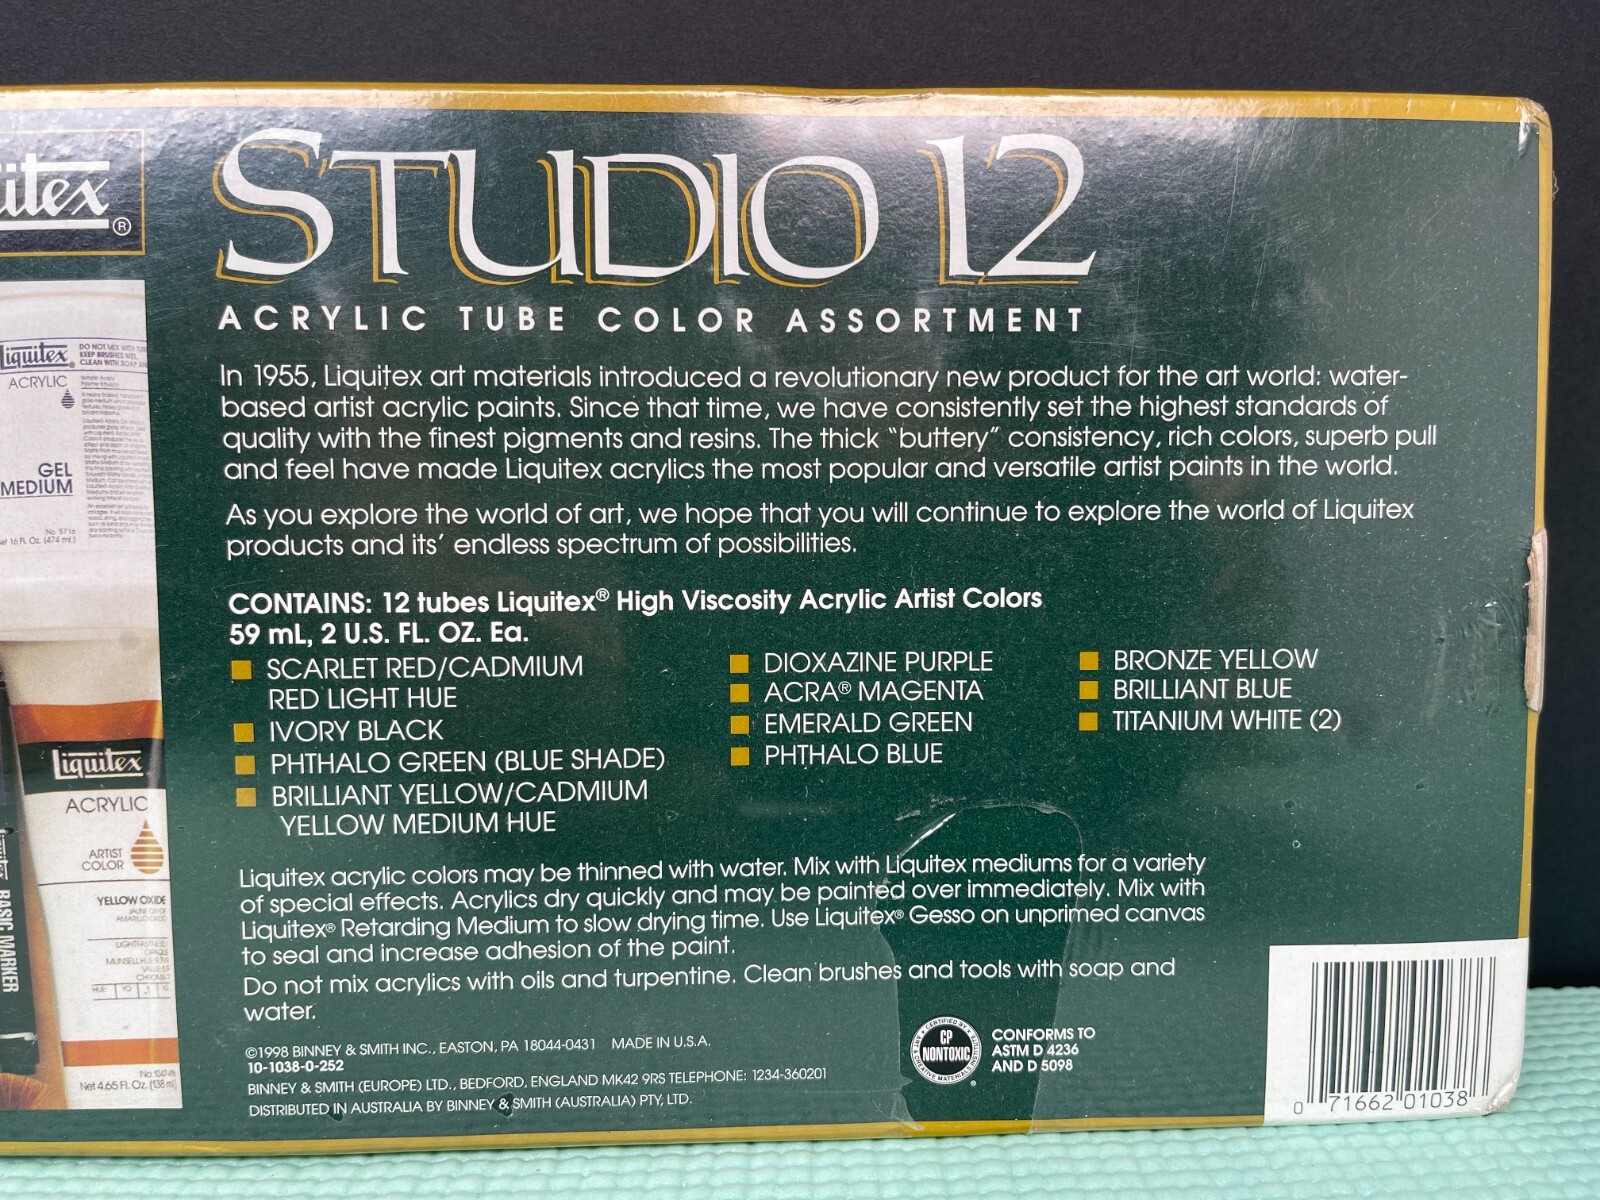 STUDIO 12
ACRYLIC TUBE COLOR ASSORTMENT
In 1955, Liquitex art materials introduced a revolutionary new product for the art world: water-
based artist acrylic paints. Since that time, we have consistently set the highest standards of
quality with the finest pigments and resins. The thick “buttery” consistency, rich colors, superb pull
and feel have made Liquitex acrylics the most popular and versatile artist paints in the world.
As you explore the world of art, we hope that you will continue to explore the world of Liquitex
products and its’ endless spectrum of possibilities.
CONTAINS: 12 tubes Liquitex® High Viscosity Acrylic Artist Colors
59 mL, 2 U.S. FL. OZ. Ea.
SCARLET RED/CADMIUM
RED LIGHT HUE
IVORY BLACK
PHTHALO GREEN (BLUE SHADE)
BRILLIANT YELLOW/CADMIUM
YELLOW MEDIUM HUE
DIOXAZINE PURPLE
ACRA® MAGENTA
EMERALD GREEN
PHTHALO BLUE
BRONZE YELLOW
BRILLIANT BLUE
TITANIUM WHITE (2)
Liquitex acrylic colors may be thinned with water. Mix with Liquitex mediums for a variety
of special effects. Acrylics dry quickly and may be painted over immediately. Mix with
Liquitex® Retarding Medium to slow drying time. Use Liquitex® Gesso on unprimed canvas
to seal and increase adhesion of the paint.
Do not mix acrylics with oils and turpentine. Clean brushes and tools with soap and
water.
©1998 BINNEY & SMITH INC., EASTON, PA 18044-0431 MADE IN U.S.A.
10-1038-0-252
BINNEY & SMITH (EUROPE) LTD., BEDFORD, ENGLAND MK42 9RS TELEPHONE: 1234-360201
DISTRIBUTED IN AUSTRALIA BY BINNEY & SMITH (AUSTRALIA) PTY, LTD.
CERTIFIED BY
CP
NONTOXIC
CONFORMS TO
ASTM D 4236
AND D 5098
0 71662 01038
uitex®
Liquitex®
ACRYLIC
GEL
MEDIUM
No. 5716
16 Fl. Oz. (474 ml)
Liquitex
ACRYLIC
ARTIST
COLOR
YELLOW OXIDE
Net 4.65 Fl. Oz. (138 ml)
BASIC MARKER